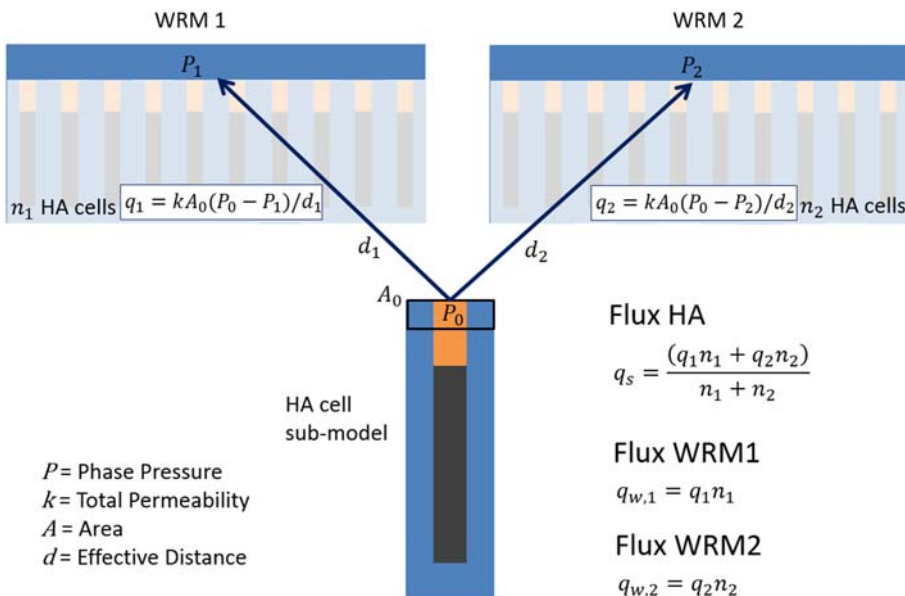 WRM 1
WRM 2
P₁
P₂
n₁ HA cells
q₁ = kA₀(P₀ − P₁)/d₁
q₂ = kA₀(P₀ − P₂)/d₂
n₂ HA cells
d₁
d₂
A₀
P₀
HA cell
sub-model
P = Phase Pressure
k = Total Permeability
A = Area
d = Effective Distance
Flux HA
qₛ = (q₁n₁ + q₂n₂) / n₁ + n₂
Flux WRM1
q_w,1 = q₁n₁
Flux WRM2
q_w,2 = q₂n₂